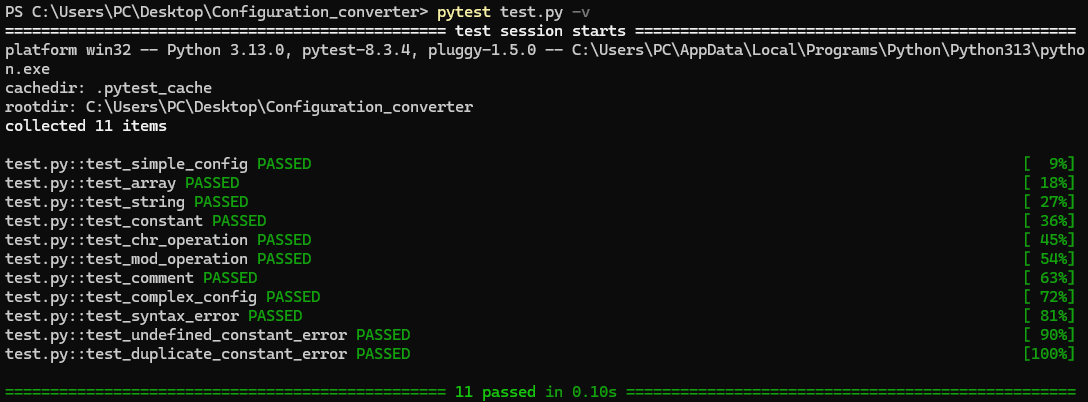 PS C:\Users\PC\Desktop\Configuration_converter> pytest test.py -v
================================================= test session starts =================================================
platform win32 -- Python 3.13.0, pytest-8.3.4, pluggy-1.5.0 -- C:\Users\PC\AppData\Local\Programs\Python\Python313\pytho
n.exe
cachedir: .pytest_cache
rootdir: C:\Users\PC\Desktop\Configuration_converter
collected 11 items
test.py::test_simple_config PASSED [  9%]
test.py::test_array PASSED [ 18%]
test.py::test_string PASSED [ 27%]
test.py::test_constant PASSED [ 36%]
test.py::test_chr_operation PASSED [ 45%]
test.py::test_mod_operation PASSED [ 54%]
test.py::test_comment PASSED [ 63%]
test.py::test_complex_config PASSED [ 72%]
test.py::test_syntax_error PASSED [ 81%]
test.py::test_undefined_constant_error PASSED [ 90%]
test.py::test_duplicate_constant_error PASSED [100%]
================================================= 11 passed in 0.10s ==================================================